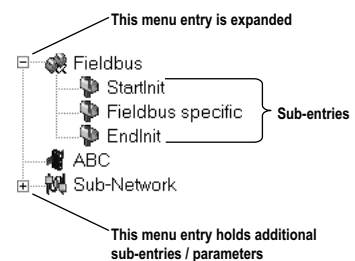 This menu entry is expanded
Fieldbus
StartInit
Fieldbus specific
Sub-entries
EndInit
ABC
Sub-Network
This menu entry holds additional
sub-entries / parameters